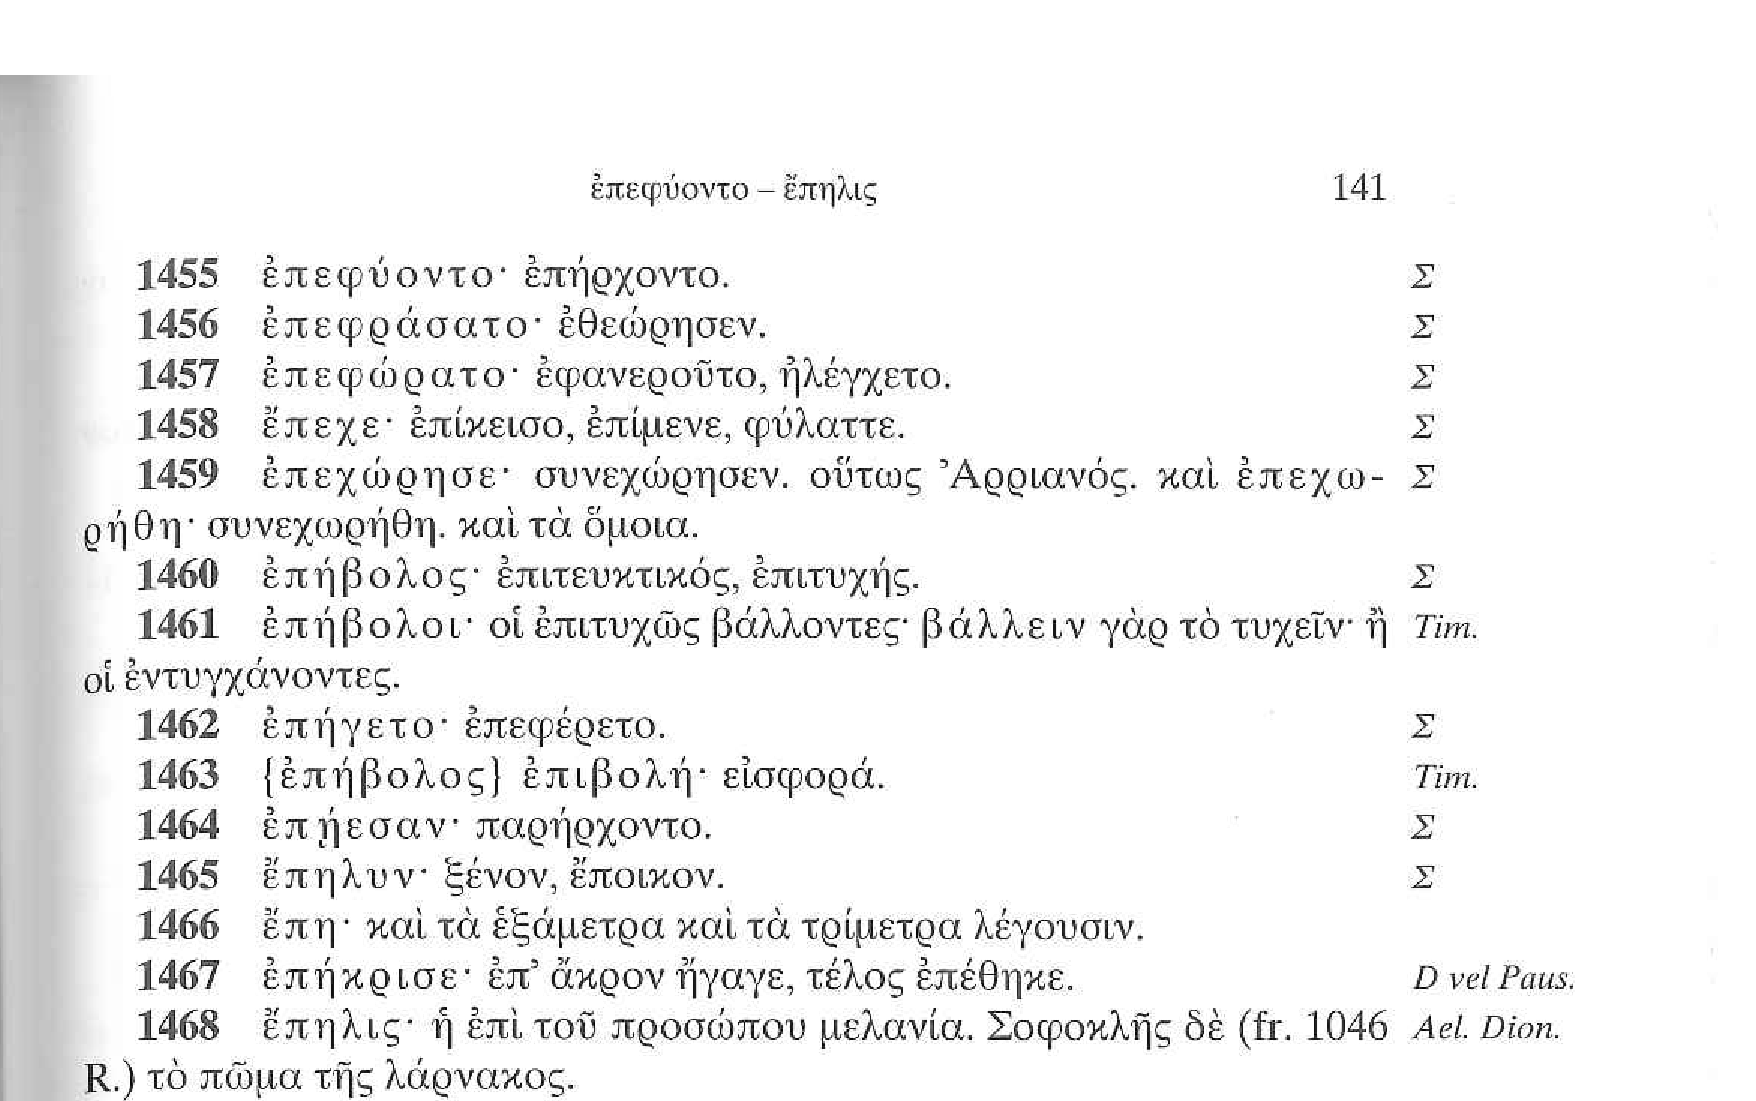 ἐπεφύοντο – ἔπηλις 141
1455 ἐπεφύοντο· ἐπήρχοντο. Σ
1456 ἐπεφράσατο· ἐθεώρησεν. Σ
1457 ἐπεφώρατο· ἐφανεροῦτο, ἠλέγχετο. Σ
1458 ἔπεχε· ἐπίκεισο, ἐπίμενε, φύλαττε. Σ
1459 ἐπεχώρησε· συνεχώρησεν. οὕτως Ἀρριανός. καὶ ἐπεχω- Σ
ρήθη· συνεχωρήθη. καὶ τὰ ὅμοια.
1460 ἐπήβολος· ἐπιτευκτικός, ἐπιτυχής. Σ
1461 ἐπήβολοι· οἱ ἐπιτυχῶς βάλλοντες· βάλλειν γὰρ τὸ τυχεῖν· ἢ Tim.
οἱ ἐντυγχάνοντες.
1462 ἐπήγετο· ἐπεφέρετο. Σ
1463 {ἐπήβολος} ἐπιβολή· εἰσφορά. Tim.
1464 ἐπῄεσαν· παρήρχοντο. Σ
1465 ἔπηλυν· ξένον, ἔποικον. Σ
1466 ἔπη· καὶ τὰ ἑξάμετρα καὶ τὰ τρίμετρα λέγουσιν.
1467 ἐπήκρισε· ἐπ’ ἄκρον ἤγαγε, τέλος ἐπέθηκε. D vel Paus.
1468 ἔπηλις· ἡ ἐπὶ τοῦ προσώπου μελανία. Σοφοκλῆς δὲ (fr. 1046 Ael. Dion.
R.) τὸ πῶμα τῆς λάρνακος.